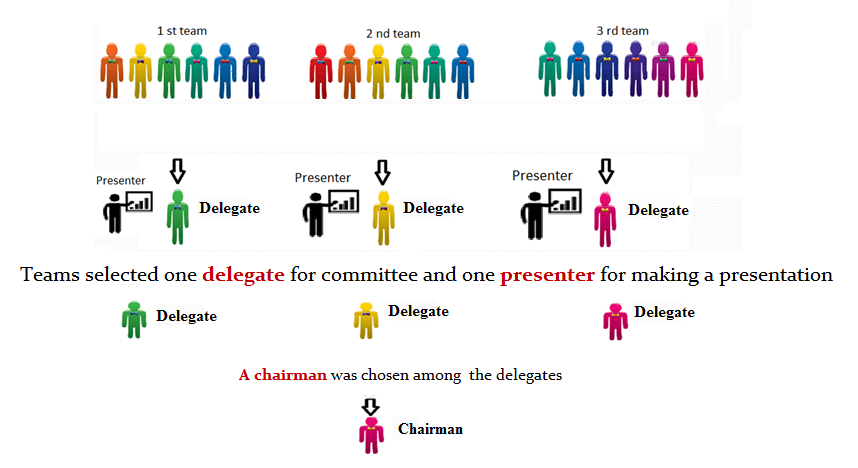 1 st team
2 nd team
3 rd team
Presenter
Delegate
Presenter
Delegate
Presenter
Delegate
Teams selected one delegate for committee and one presenter for making a presentation
Delegate
Delegate
Delegate
A chairman was chosen among the delegates
Chairman